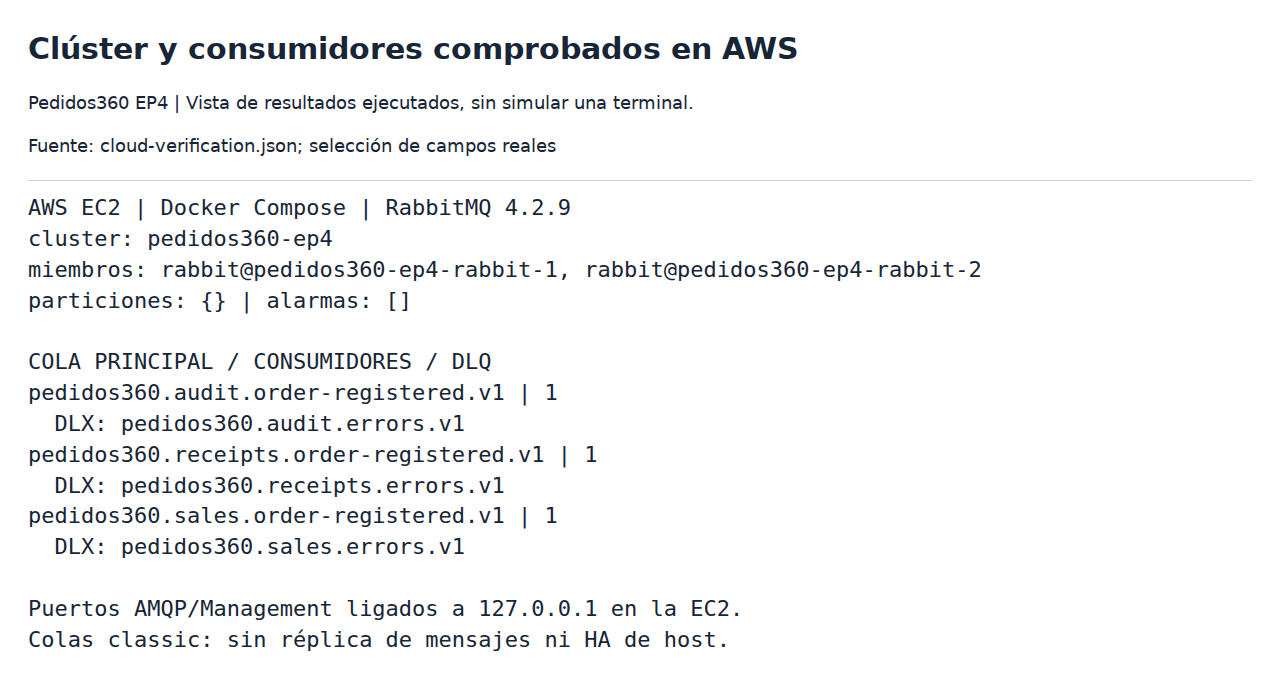 Clúster y consumidores comprobados en AWS
Pedidos360 EP4 | Vista de resultados ejecutados, sin simular una terminal.
Fuente: cloud-verification.json; selección de campos reales
AWS EC2 | Docker Compose | RabbitMQ 4.2.9
cluster: pedidos360-ep4
miembros: rabbit@pedidos360-ep4-rabbit-1, rabbit@pedidos360-ep4-rabbit-2
particiones: {} | alarmas: []
COLA PRINCIPAL / CONSUMIDORES / DLQ
pedidos360.audit.order-registered.v1 | 1
  DLX: pedidos360.audit.errors.v1
pedidos360.receipts.order-registered.v1 | 1
  DLX: pedidos360.receipts.errors.v1
pedidos360.sales.order-registered.v1 | 1
  DLX: pedidos360.sales.errors.v1
Puertos AMQP/Management ligados a 127.0.0.1 en la EC2.
Colas classic: sin réplica de mensajes ni HA de host.